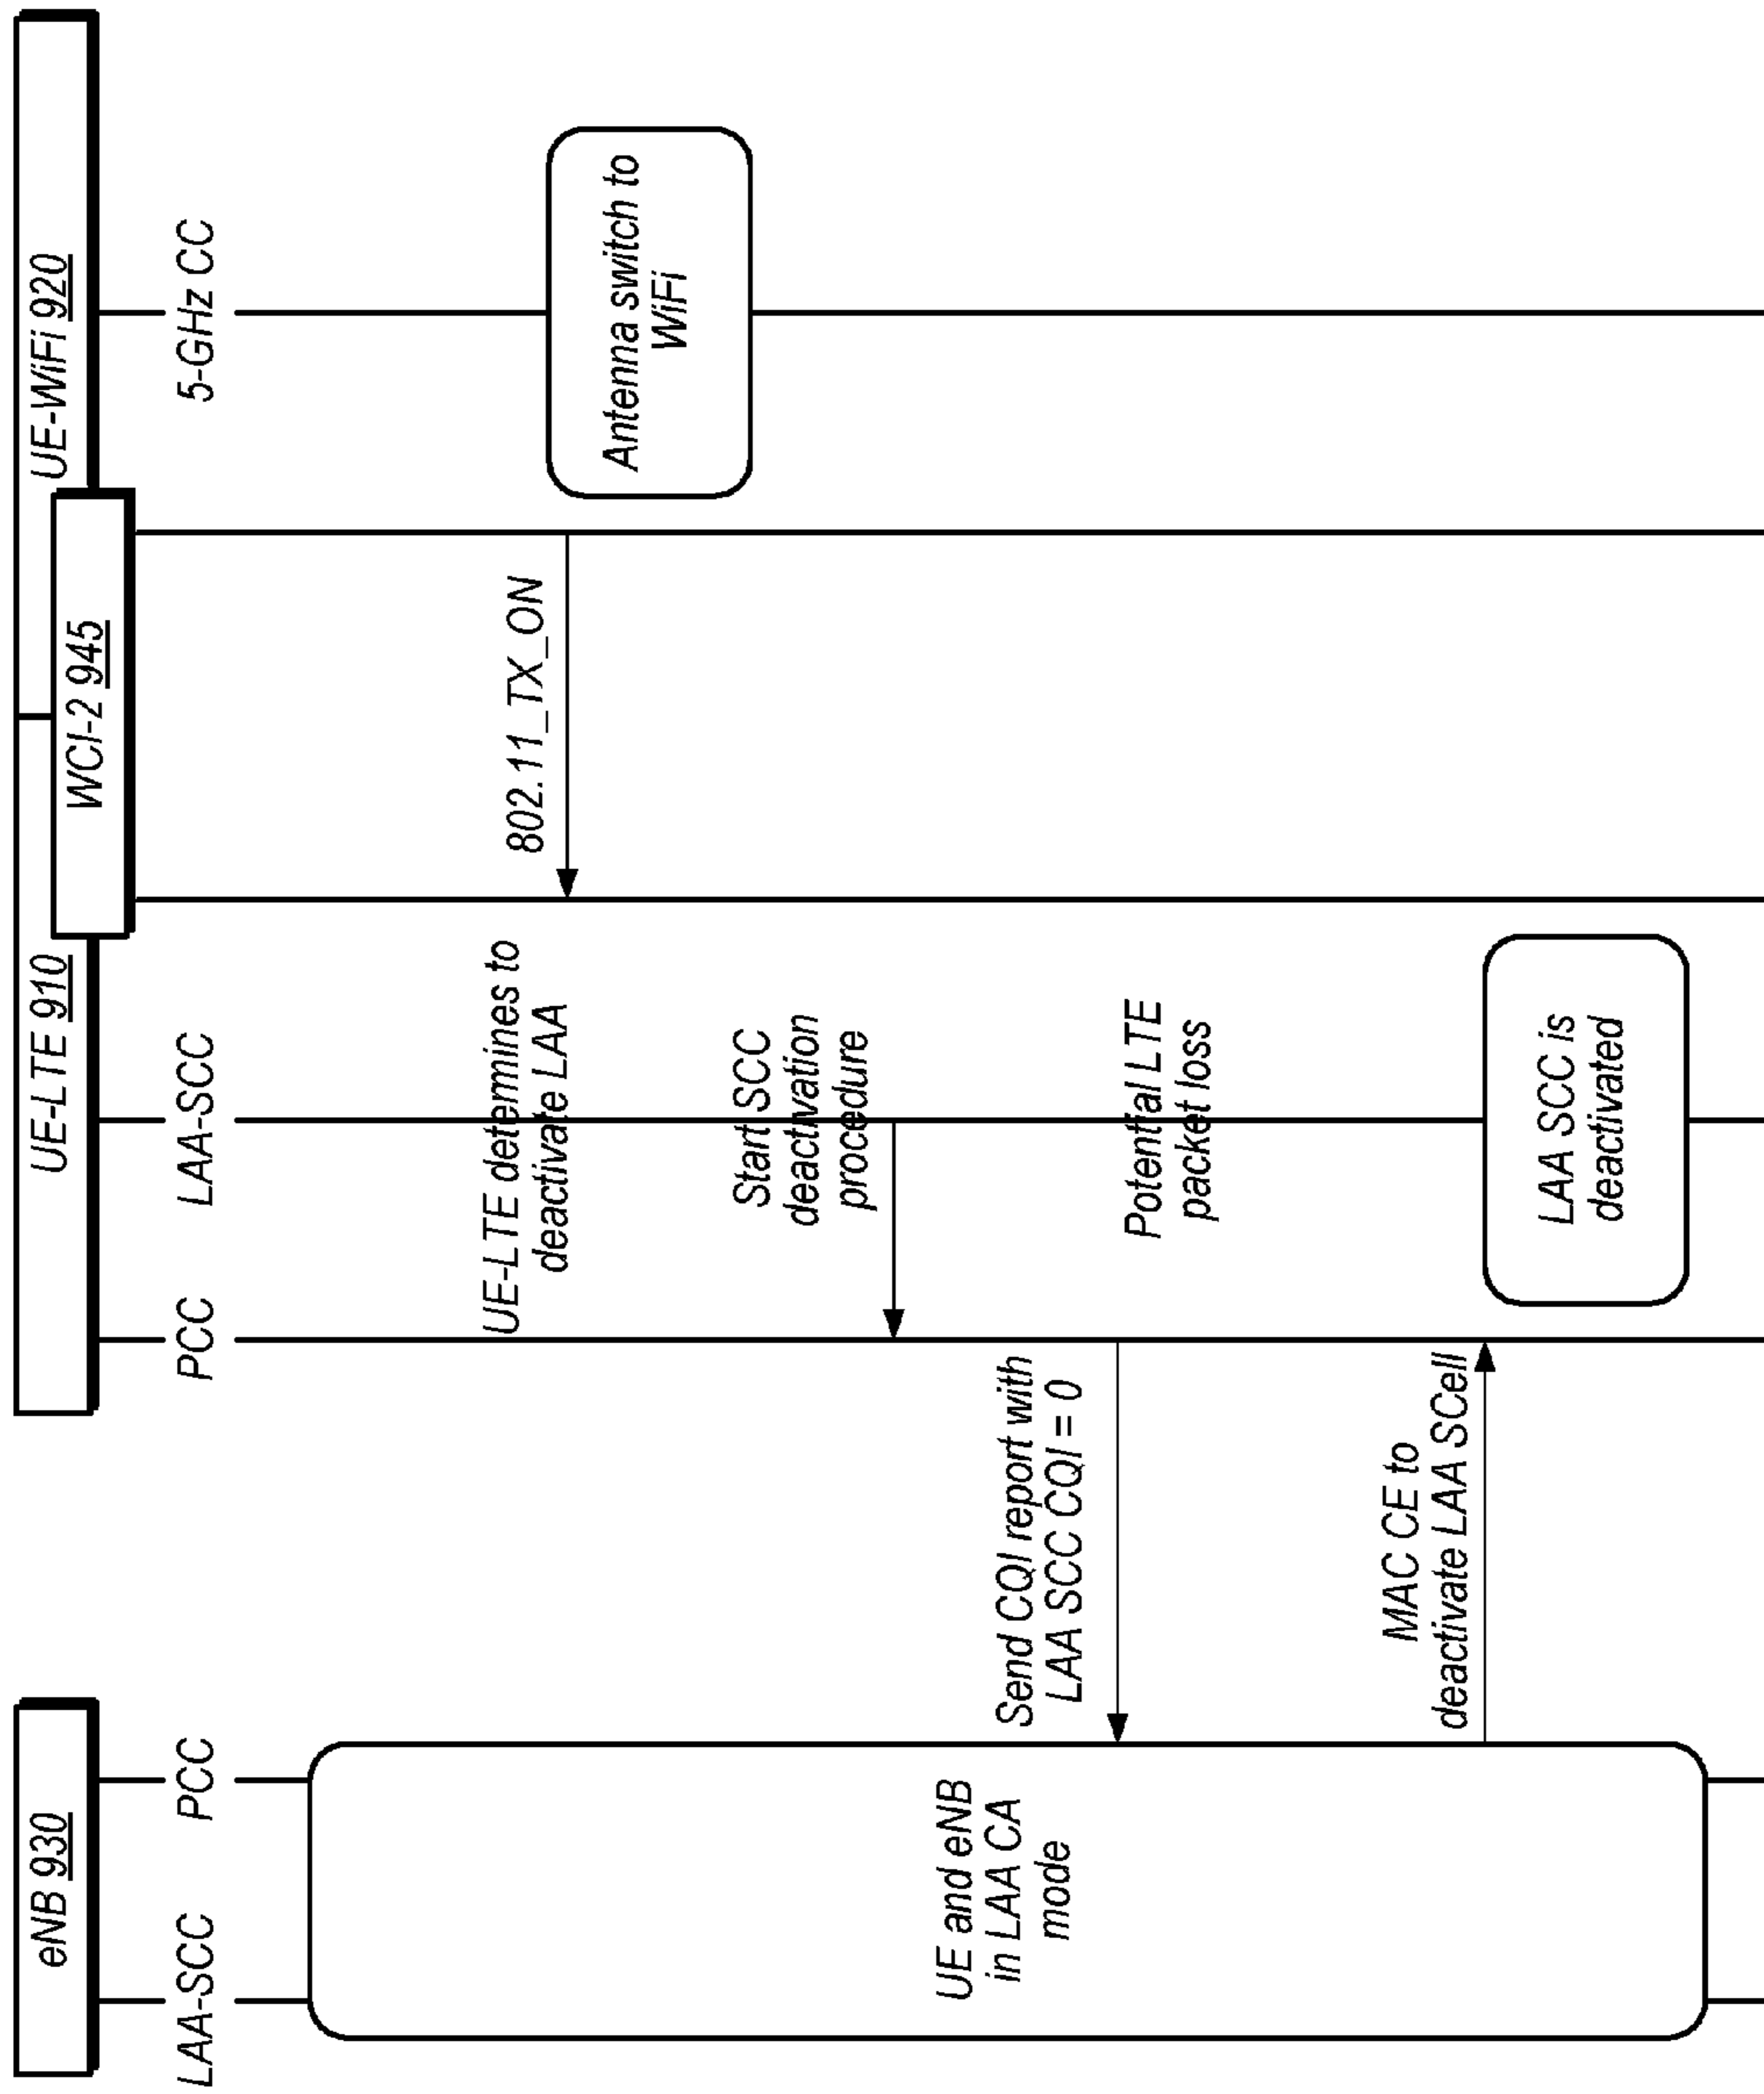 eNB 930
UE-LTE 910
WCI-2 945
UE-WiFi 920
LAA-SCC
PCC
PCC
LAA-SCC
5-GHz CC
UE-LTE determines to
deactivate LAA
802.11_TX_ON
Antenna switch to
WiFi
Start SCC
deactivation
procedure
UE and eNB
in LAA CA
mode
Send CQI report with
LAA SCC CQI = 0
Potential LTE
packet loss
MAC CE to
deactivate LAA SCell
LAA SCC is
deactivated